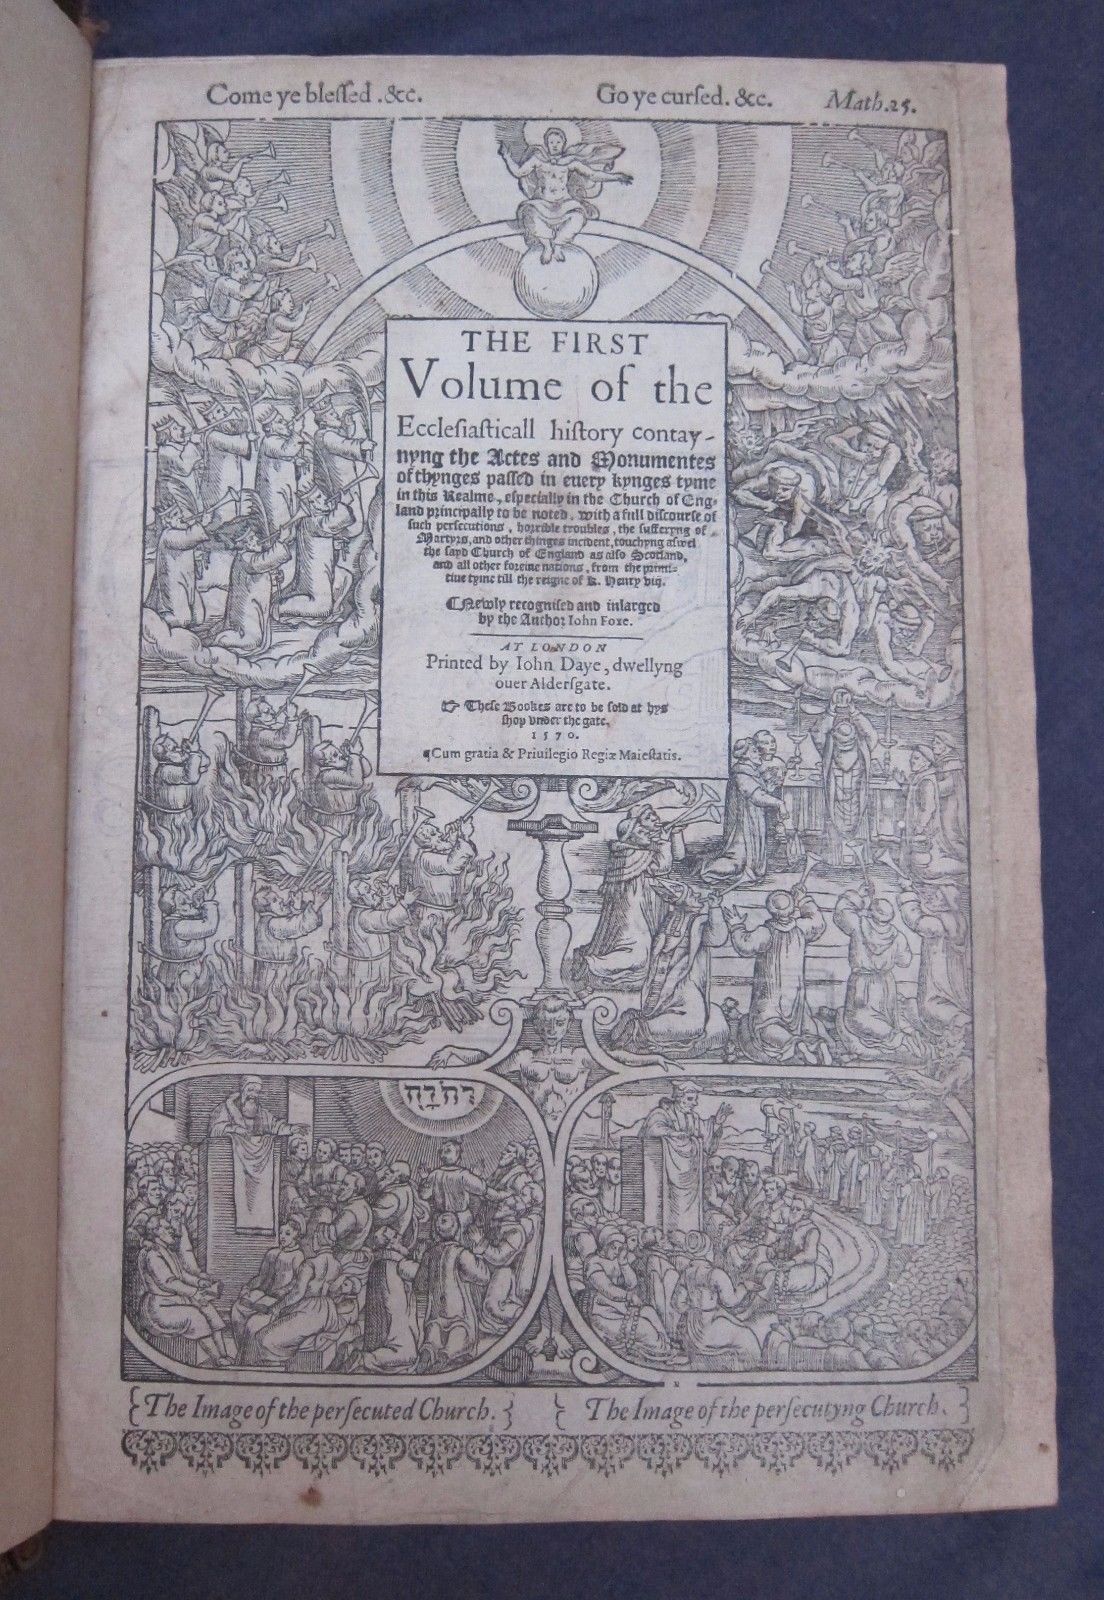 Come ye bleſſed .&c. Go ye curſed. &c. Math.25.
THE FIRST
Volume of the
Eccleſiaſticall hiſtory contay-
nyng the Actes and Monumentes
of thynges paſſed in euery kynges tyme
in this Realme, eſpecially in the Church of Eng-
land principally to be noted. with a full diſcourſe of
ſuch perſecutions, horrible troubles, the ſufferyng of
Martyrs, and other thinges incident, touchyng aſwel
the ſayd Church of England as alſo Scotland,
and all other foreine nations, from the primi-
tiue tyme till the reigne of K. Henry viij.
Newly recogniſed and inlarged
by the Author Iohn Foxe.
AT LONDON
Printed by Iohn Daye, dwellyng
ouer Alderſgate.
☞ Theſe Bookes are to be ſold at hys
ſhop vnder the gate.
1570.
¶Cum gratia & Priuilegio Regiæ Maieſtatis.
{The Image of the perſecuted Church.} {The Image of the perſecutyng Church.}